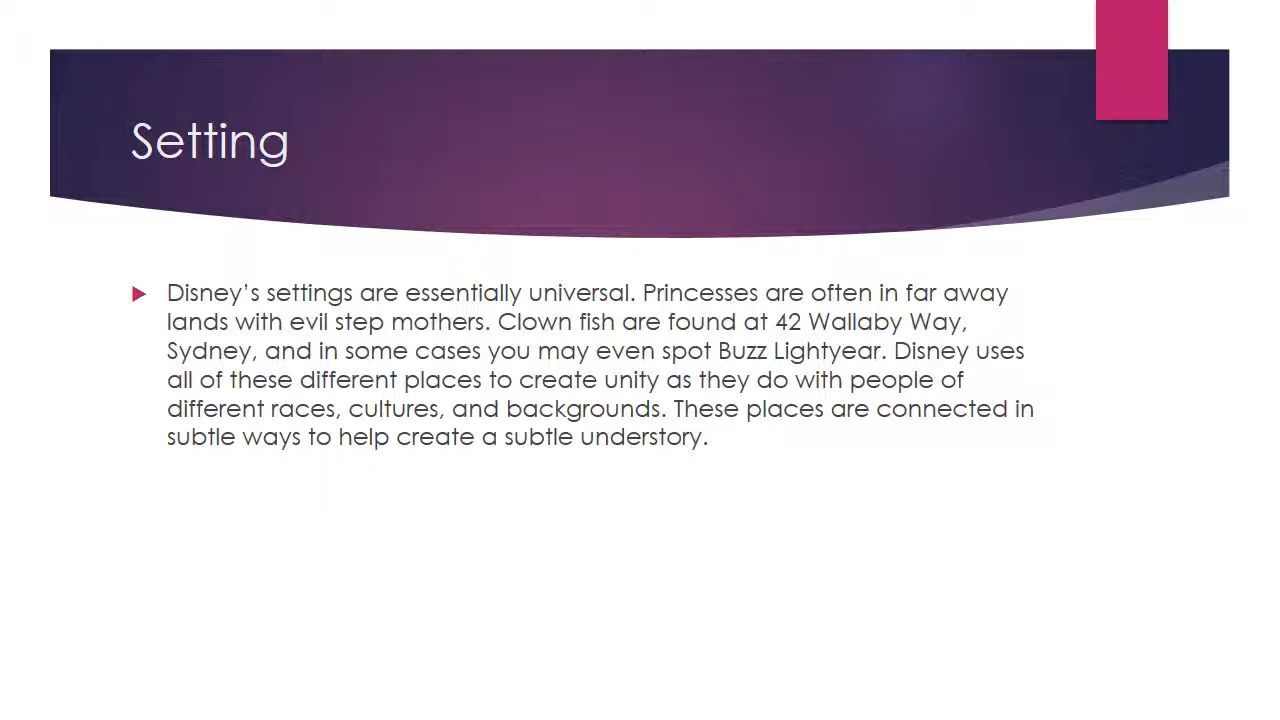 Setting
Disney’s settings are essentially universal. Princesses are often in far away
lands with evil step mothers. Clown fish are found at 42 Wallaby Way,
Sydney, and in some cases you may even spot Buzz Lightyear. Disney uses
all of these different places to create unity as they do with people of
different races, cultures, and backgrounds. These places are connected in
subtle ways to help create a subtle understory.